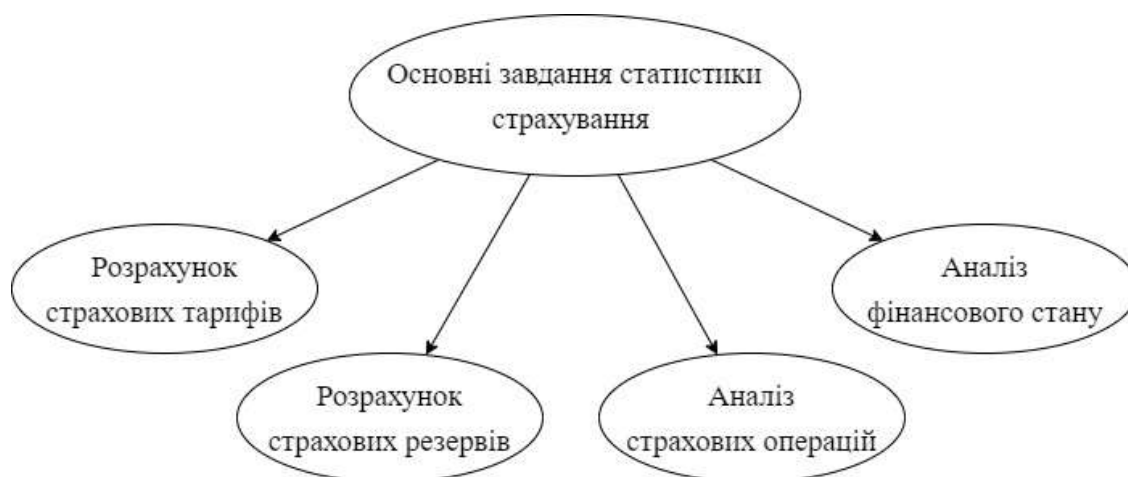 Основні завдання статистики
страхування
Розрахунок
страхових тарифів
Розрахунок
страхових резервів
Аналіз
страхових операцій
Аналіз
фінансового стану